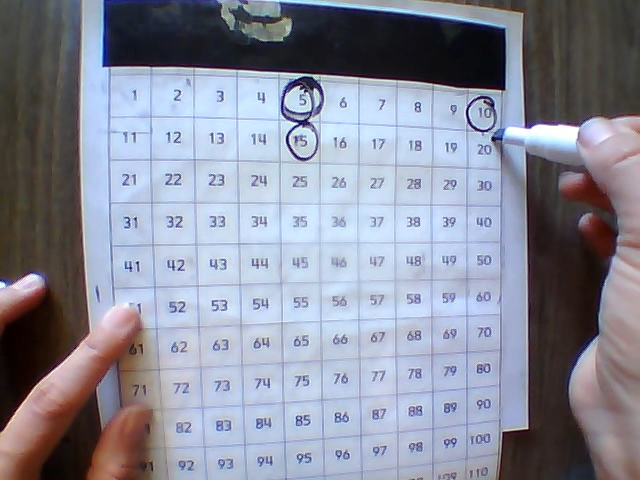 1 2 3 4 5 6 7 8 9 10
11 12 13 14 15 16 17 18 19 20
21 22 23 24 25 26 27 28 29 30
31 32 33 34 35 36 37 38 39 40
41 42 43 44 45 46 47 48 49 50
52 53 54 55 56 57 58 59 60
61 62 63 64 65 66 67 68 69 70
71 72 73 74 75 76 77 78 79 80
82 83 84 85 86 87 88 89 90
91 92 93 94 95 96 97 98 99 100
109 110